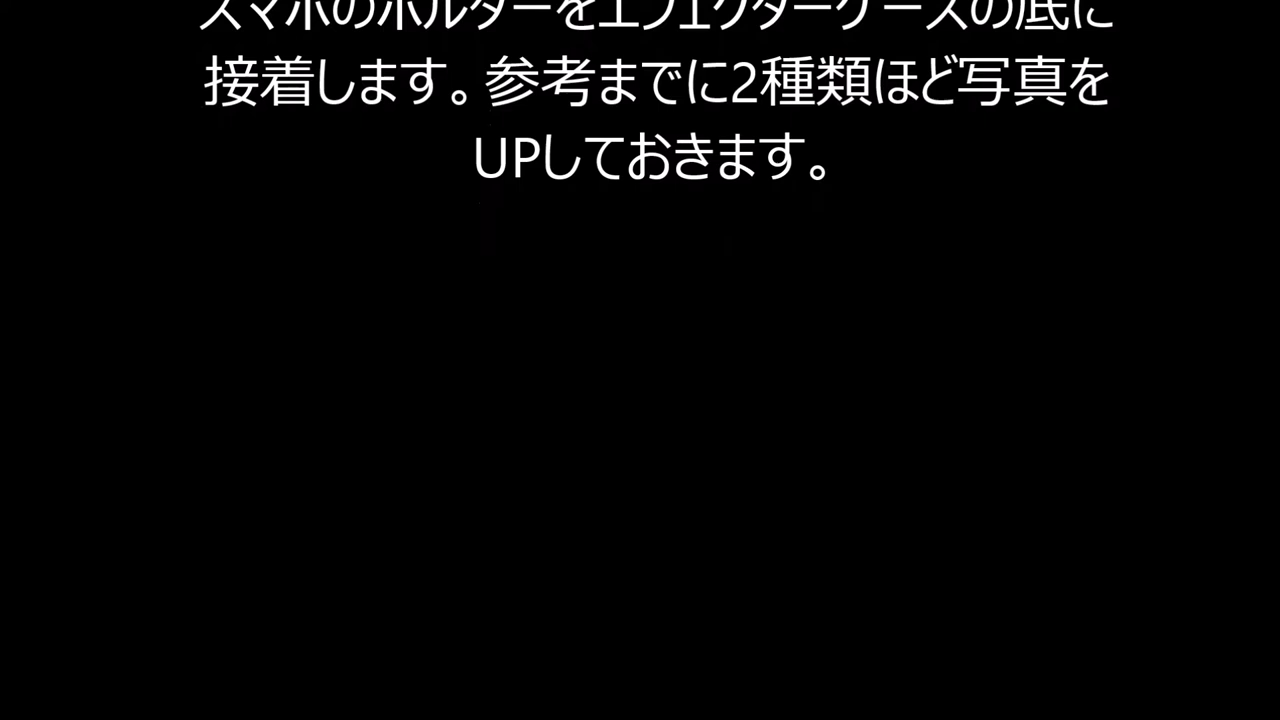 スマホのホルダーをエフェクターケースの底に
接着します。参考までに2種類ほど写真を
UPしておきます。